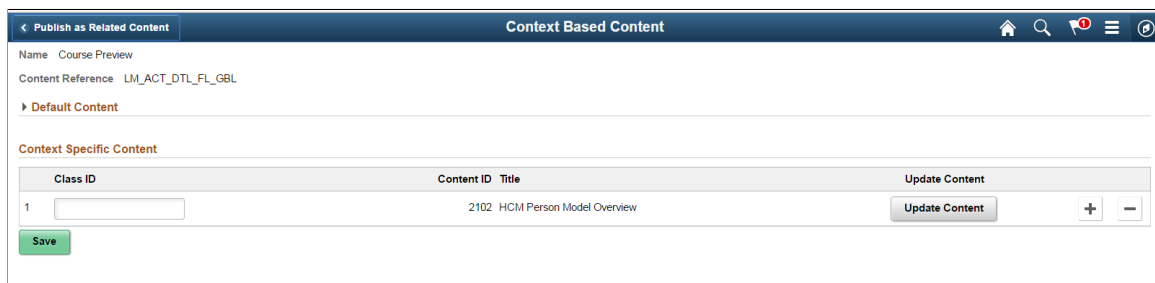 Publish as Related Content
Context Based Content
1
Name Course Preview
Content Reference LM_ACT_DTL_FL_GBL
Default Content
Context Specific Content
Class ID Content ID Title Update Content
1 2102 HCM Person Model Overview Update Content + −
Save